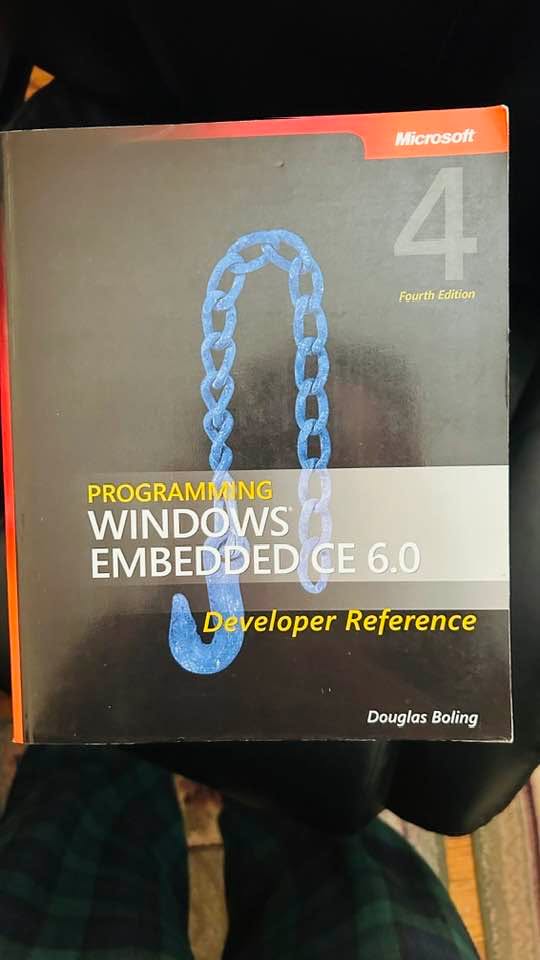 Microsoft
4
Fourth Edition
PROGRAMMING
WINDOWS®
EMBEDDED CE 6.0
Developer Reference
Douglas Boling